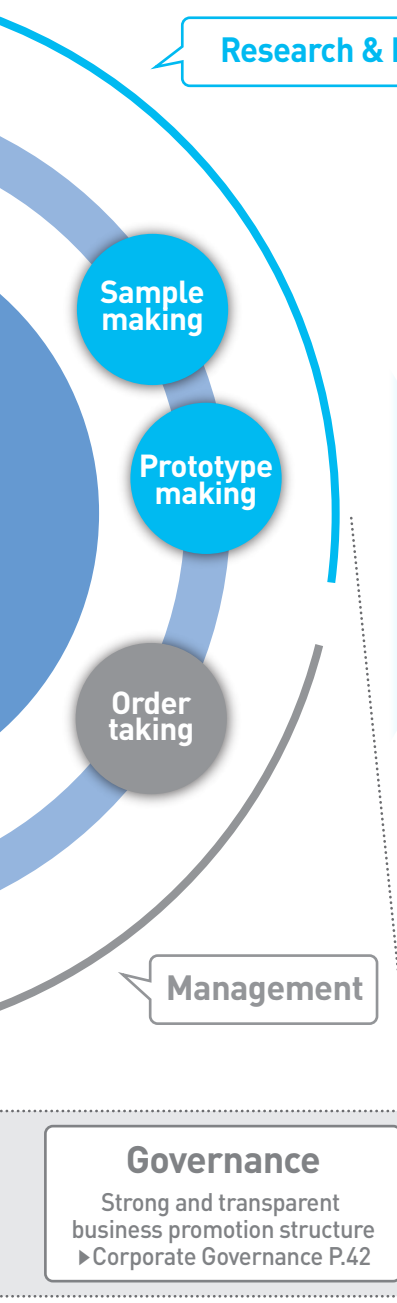 Research &
Sample
making
Prototype
making
Order
taking
Management
Governance
Strong and transparent
business promotion structure
▶Corporate Governance P.42